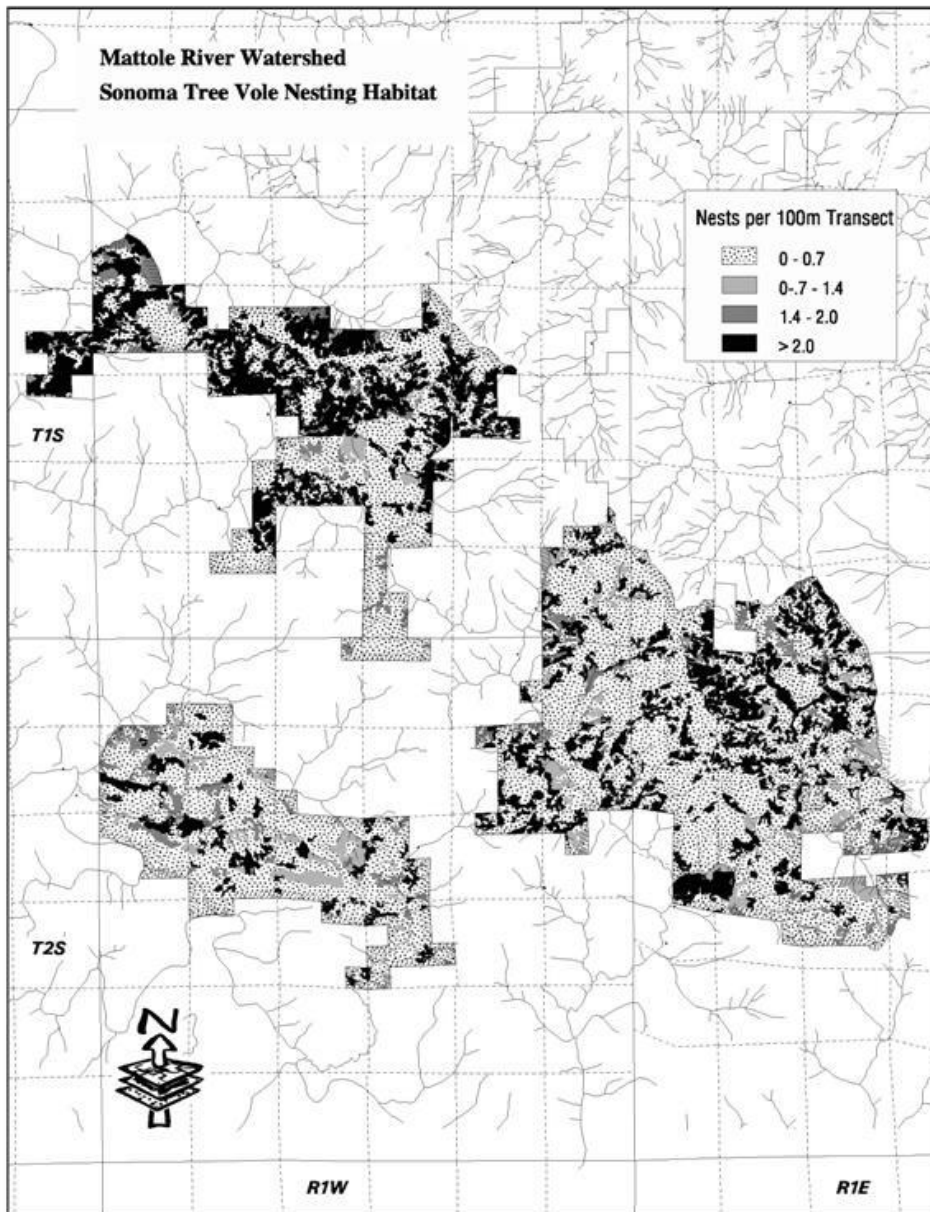 Mattole River Watershed
Sonoma Tree Vole Nesting Habitat
Nests per 100m Transect
0 - 0.7
0-.7 - 1.4
1.4 - 2.0
> 2.0
T1S
T2S
N
R1W
R1E